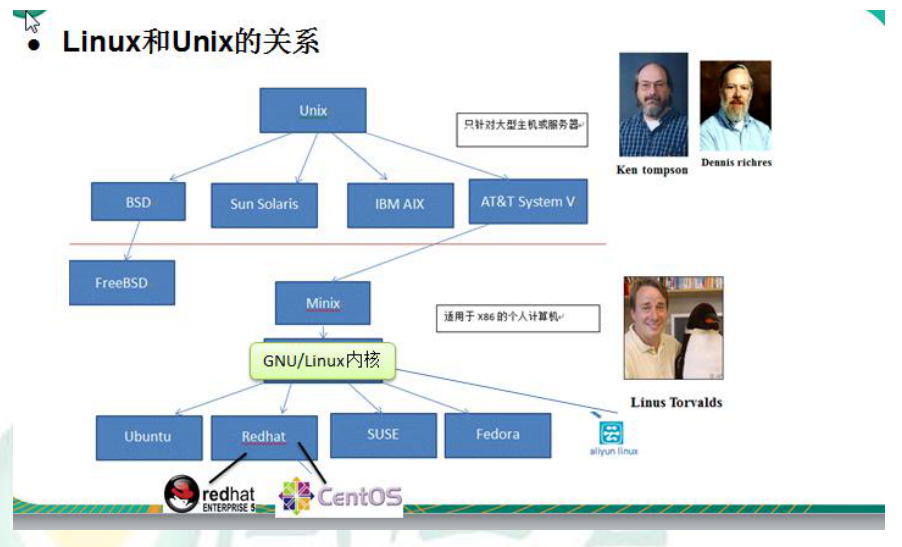 ● Linux和Unix的关系
Unix
只针对大型主机或服务器
Ken tompson
Dennis richres
BSD
Sun Solaris
IBM AIX
AT&T System V
FreeBSD
Minix
适用于 X86 的个人计算机
GNU/Linux内核
Linus Torvalds
Ubuntu
Redhat
SUSE
Fedora
aliyun linux
redhat
ENTERPRISE 5
CentOS